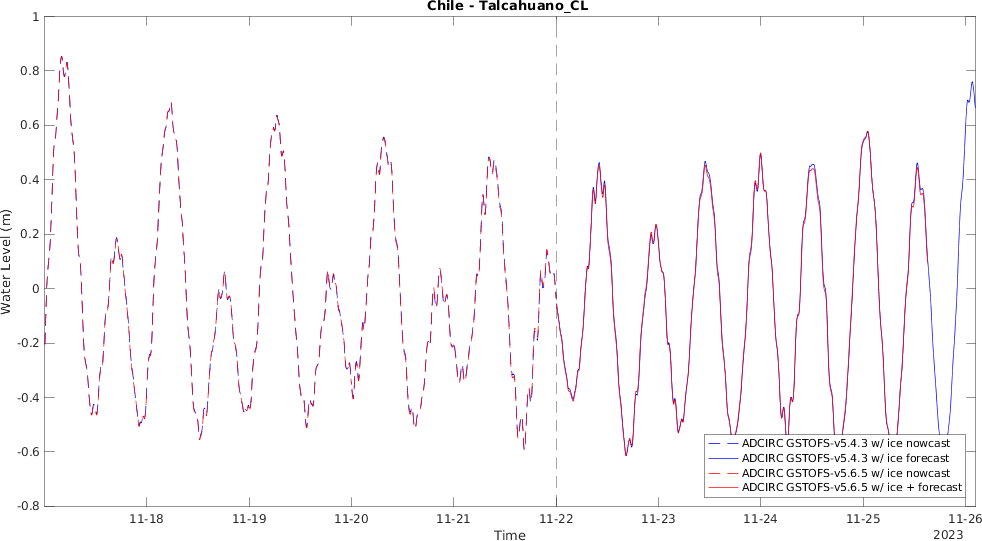 Chile - Talcahuano_CL
Water Level (m)
1
0.8
0.6
0.4
0.2
0
-0.2
-0.4
-0.6
-0.8
ADCIRC GSTOFS-v5.4.3 w/ ice nowcast
ADCIRC GSTOFS-v5.4.3 w/ ice forecast
ADCIRC GSTOFS-v5.6.5 w/ ice nowcast
ADCIRC GSTOFS-v5.6.5 w/ ice + forecast
11-18 11-19 11-20 11-21 11-22 11-23 11-24 11-25 11-26
Time
2023